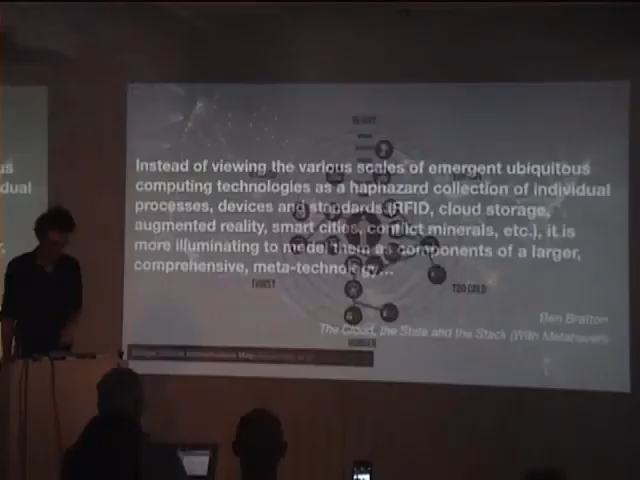 us
dual
Instead of viewing the various scales of emergent ubiquitous
computing technologies as a haphazard collection of individual
processes, devices and standards (RFID, cloud storage,
augmented reality, smart cities, conflict minerals, etc.), it is
more illuminating to model them as components of a larger,
comprehensive, meta-technology...
THIRST
TOO COLD
Ben Bratton
The Cloud, the State and the Stack (With Metahaven)
HUNGER